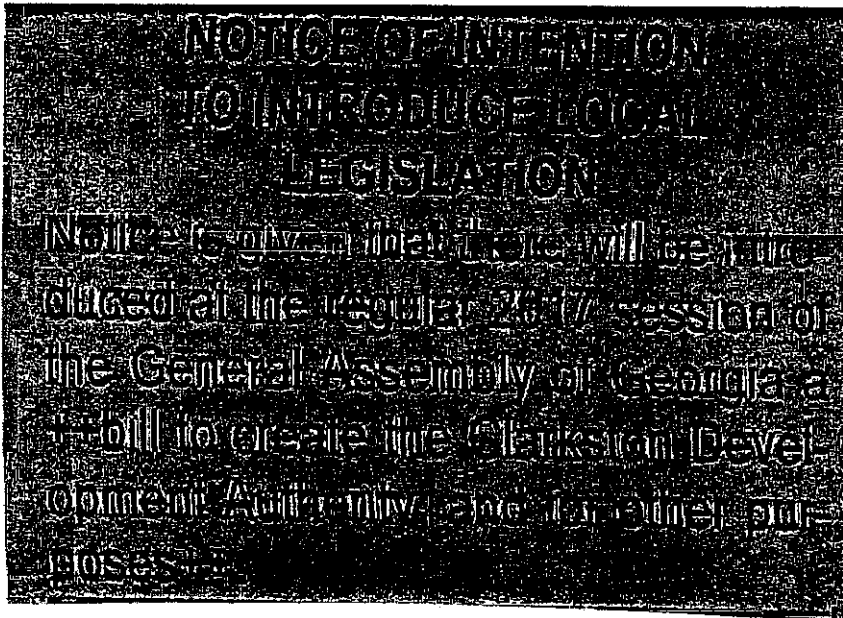 NOTICE OF INTENTION
TO INTRODUCE LOCAL
LEGISLATION
Notice is given that there will be intro-
duced at the regular 2017 session of
the General Assembly of Georgia a
++bill to create the Clarkston Devel-
opment Authority; and for other pur-
poses++